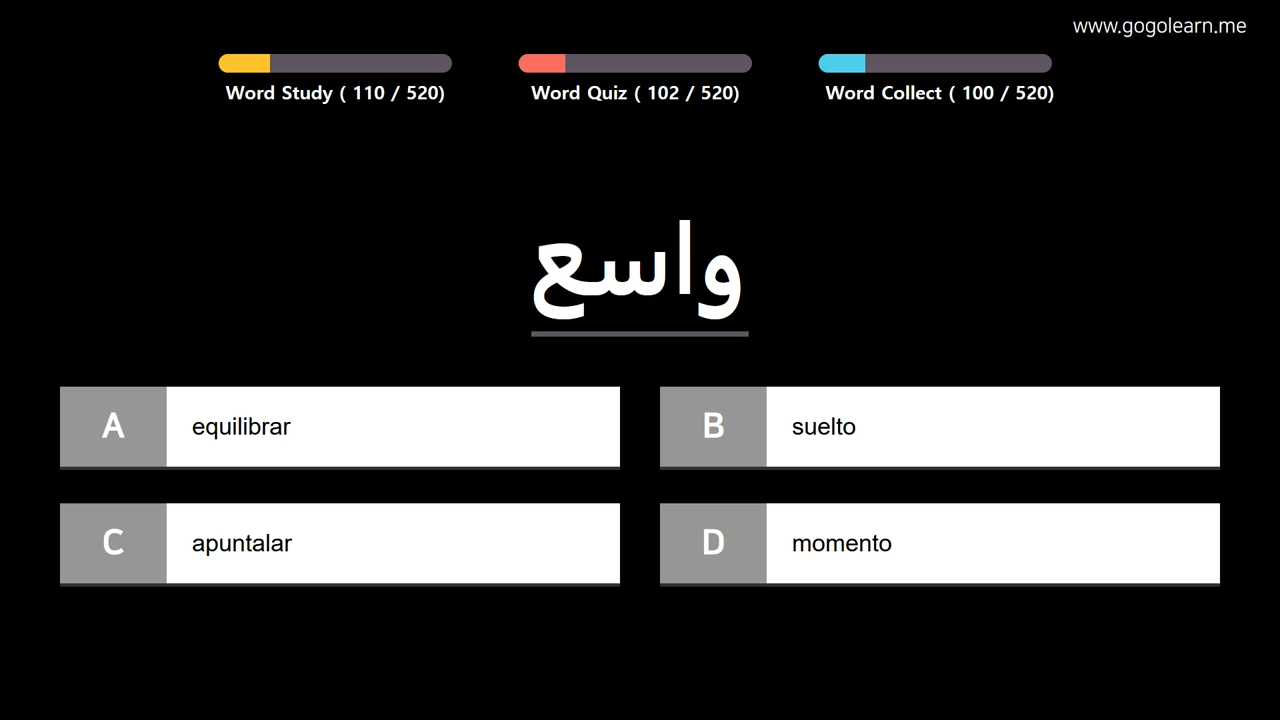 www.gogolearn.me
Word Study ( 110 / 520)
Word Quiz ( 102 / 520)
Word Collect ( 100 / 520)
واسع
A equilibrar
B suelto
C apuntalar
D momento